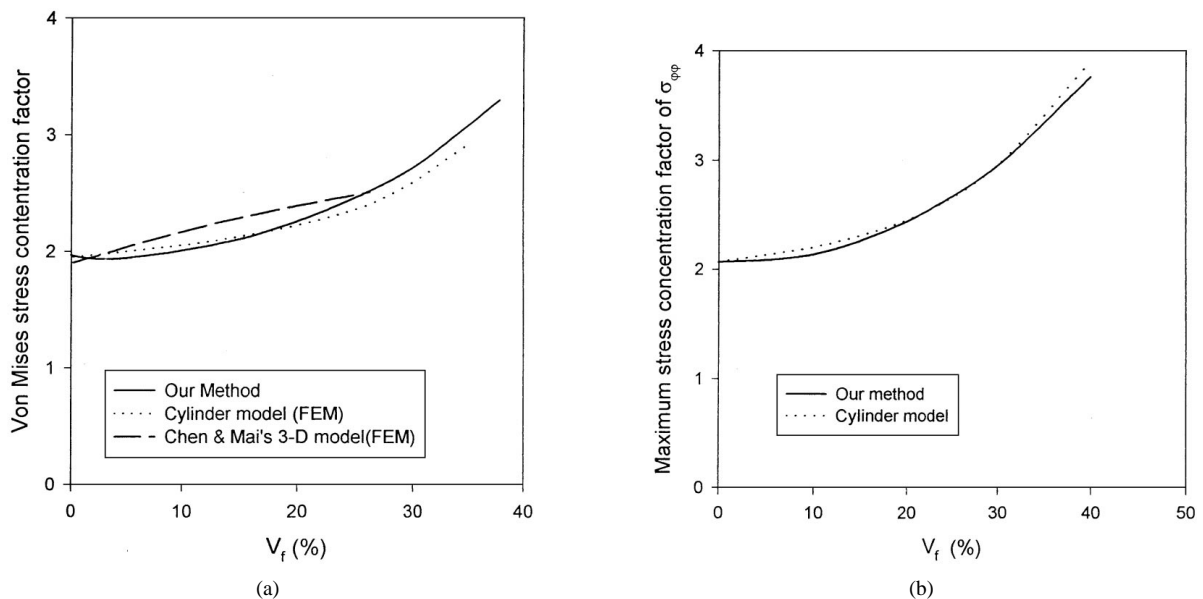 Von Mises stress contentration factor
4
3
2
1
0
0 10 20 30 40
V_f (%)
Our Method
Cylinder model (FEM)
Chen & Mai's 3-D model(FEM)
(a)
Maximum stress concentration factor of σ_φφ
4
3
2
1
0
0 10 20 30 40 50
V_f (%)
Our method
Cylinder model
(b)